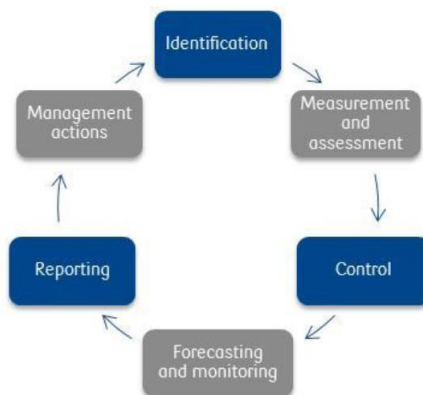 Identification
Measurement
and
assessment
Control
Forecasting
and monitoring
Reporting
Management
actions